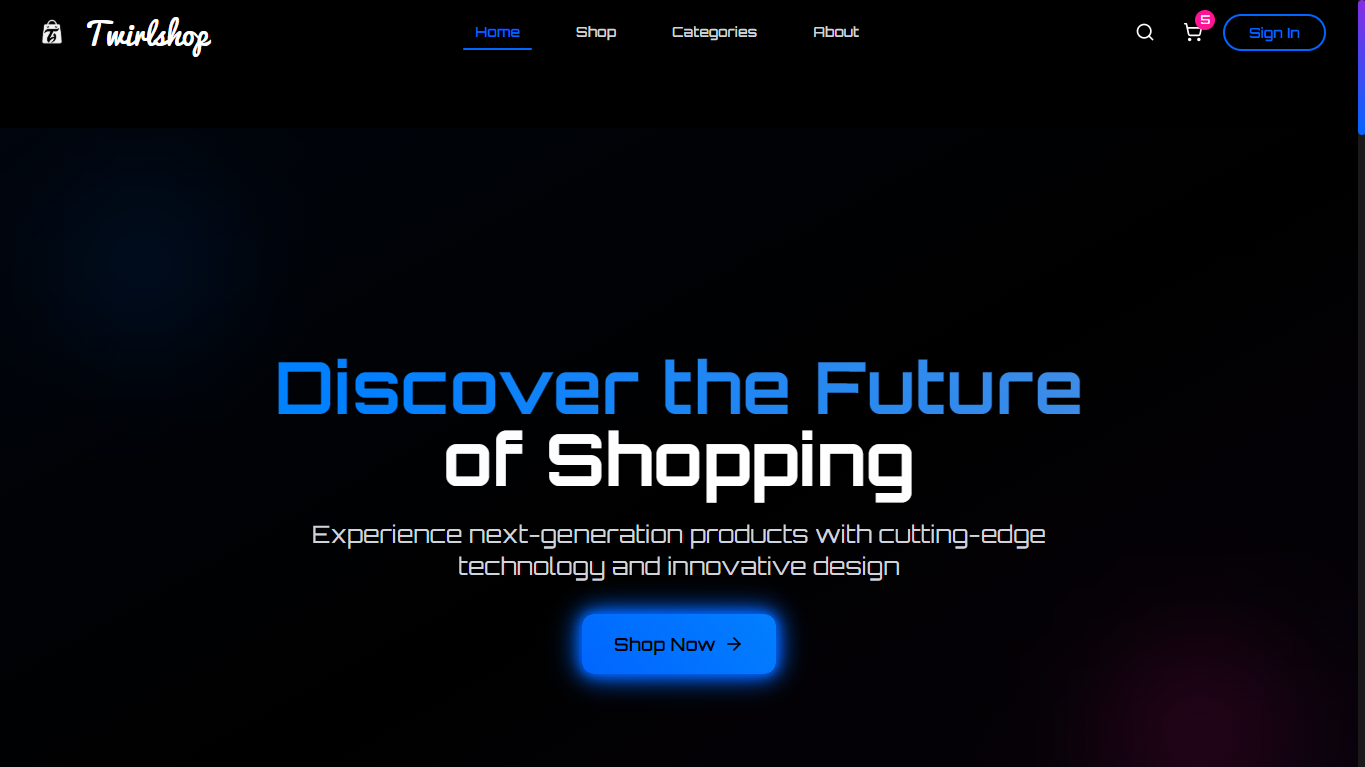 Twirlshop
Home
Shop
Categories
About
5
Sign In
Discover the Future
of Shopping
Experience next-generation products with cutting-edge
technology and innovative design
Shop Now